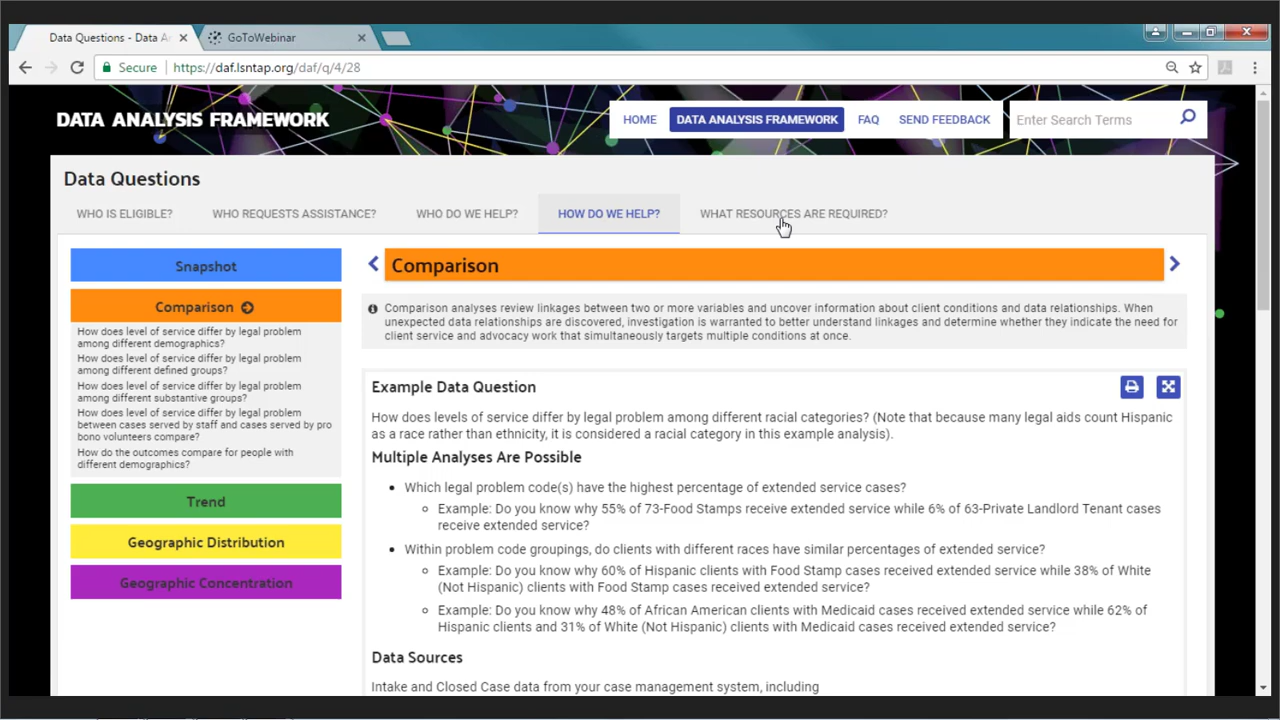 Data Questions - Data A
GoToWebinar
Secure
https://daf.lsntap.org/daf/q/4/28
DATA ANALYSIS FRAMEWORK
HOME
DATA ANALYSIS FRAMEWORK
FAQ
SEND FEEDBACK
Enter Search Terms
Data Questions
WHO IS ELIGIBLE?
WHO REQUESTS ASSISTANCE?
WHO DO WE HELP?
HOW DO WE HELP?
WHAT RESOURCES ARE REQUIRED?
Snapshot
Comparison
How does level of service differ by legal problem
among different demographics?
How does level of service differ by legal problem
among different defined groups?
How does level of service differ by legal problem
among different substantive groups?
How does level of service differ by legal problem
between cases served by staff and cases served by pro
bono volunteers compare?
How do the outcomes compare for people with
different demographics?
Trend
Geographic Distribution
Geographic Concentration
Comparison
Comparison analyses review linkages between two or more variables and uncover information about client conditions and data relationships. When
unexpected data relationships are discovered, investigation is warranted to better understand linkages and determine whether they indicate the need for
client service and advocacy work that simultaneously targets multiple conditions at once.
Example Data Question
How does levels of service differ by legal problem among different racial categories? (Note that because many legal aids count Hispanic
as a race rather than ethnicity, it is considered a racial category in this example analysis).
Multiple Analyses Are Possible
Which legal problem code(s) have the highest percentage of extended service cases?
Example: Do you know why 55% of 73-Food Stamps receive extended service while 6% of 63-Private Landlord Tenant cases
receive extended service?
Within problem code groupings, do clients with different races have similar percentages of extended service?
Example: Do you know why 60% of Hispanic clients with Food Stamp cases received extended service while 38% of White
(Not Hispanic) clients with Food Stamp cases received extended service?
Example: Do you know why 48% of African American clients with Medicaid cases received extended service while 62% of
Hispanic clients and 31% of White (Not Hispanic) clients with Medicaid cases received extended service?
Data Sources
Intake and Closed Case data from your case management system, including